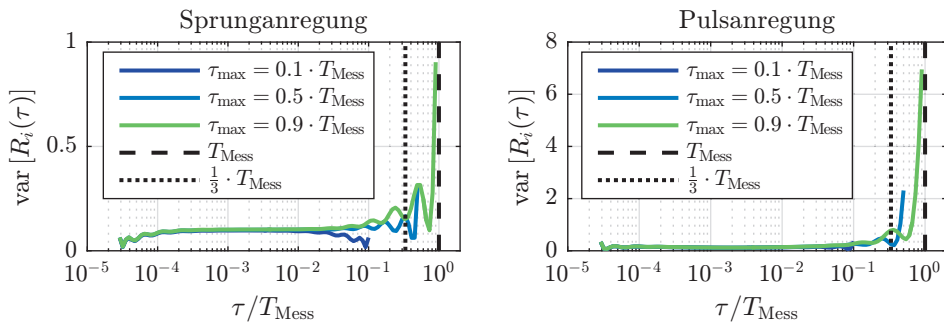 Sprunganregung
var [R_i(τ)]
1
0.5
0
τ_max = 0.1 · T_Mess
τ_max = 0.5 · T_Mess
τ_max = 0.9 · T_Mess
T_Mess
1/3 · T_Mess
10^−5 10^−4 10^−3 10^−2 10^−1 10^0
τ/T_Mess
Pulsanregung
var [R_i(τ)]
8
6
4
2
0
τ_max = 0.1 · T_Mess
τ_max = 0.5 · T_Mess
τ_max = 0.9 · T_Mess
T_Mess
1/3 · T_Mess
10^−5 10^−4 10^−3 10^−2 10^−1 10^0
τ/T_Mess